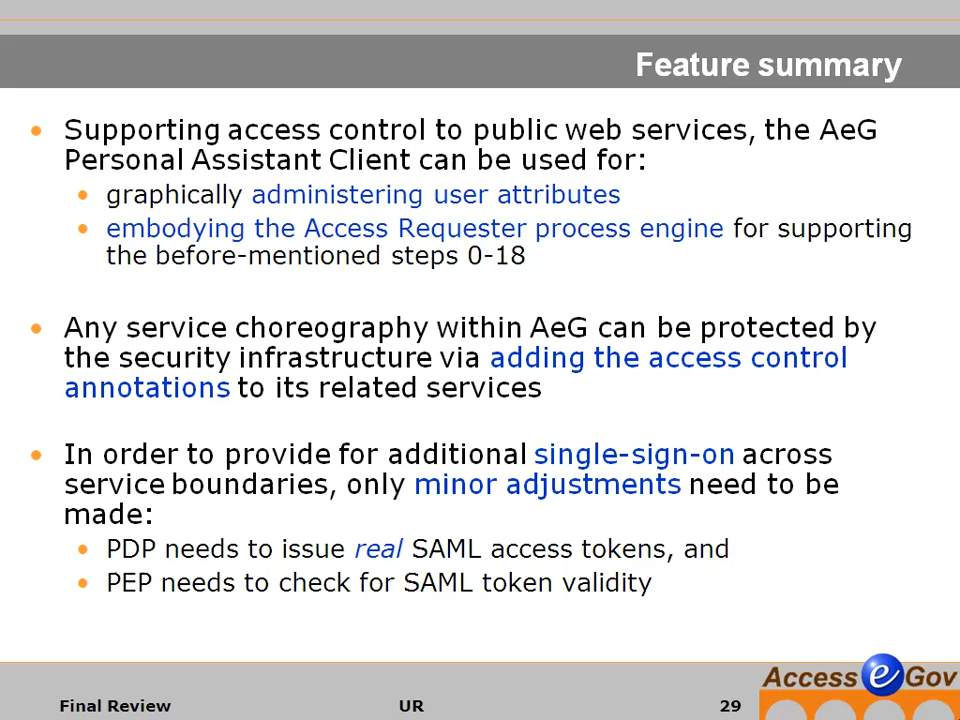 Feature summary
• Supporting access control to public web services, the AeG
Personal Assistant Client can be used for:
• graphically administering user attributes
• embodying the Access Requester process engine for supporting
the before-mentioned steps 0-18
• Any service choreography within AeG can be protected by
the security infrastructure via adding the access control
annotations to its related services
• In order to provide for additional single-sign-on across
service boundaries, only minor adjustments need to be
made:
• PDP needs to issue real SAML access tokens, and
• PEP needs to check for SAML token validity
Access e Gov
Final Review UR 29